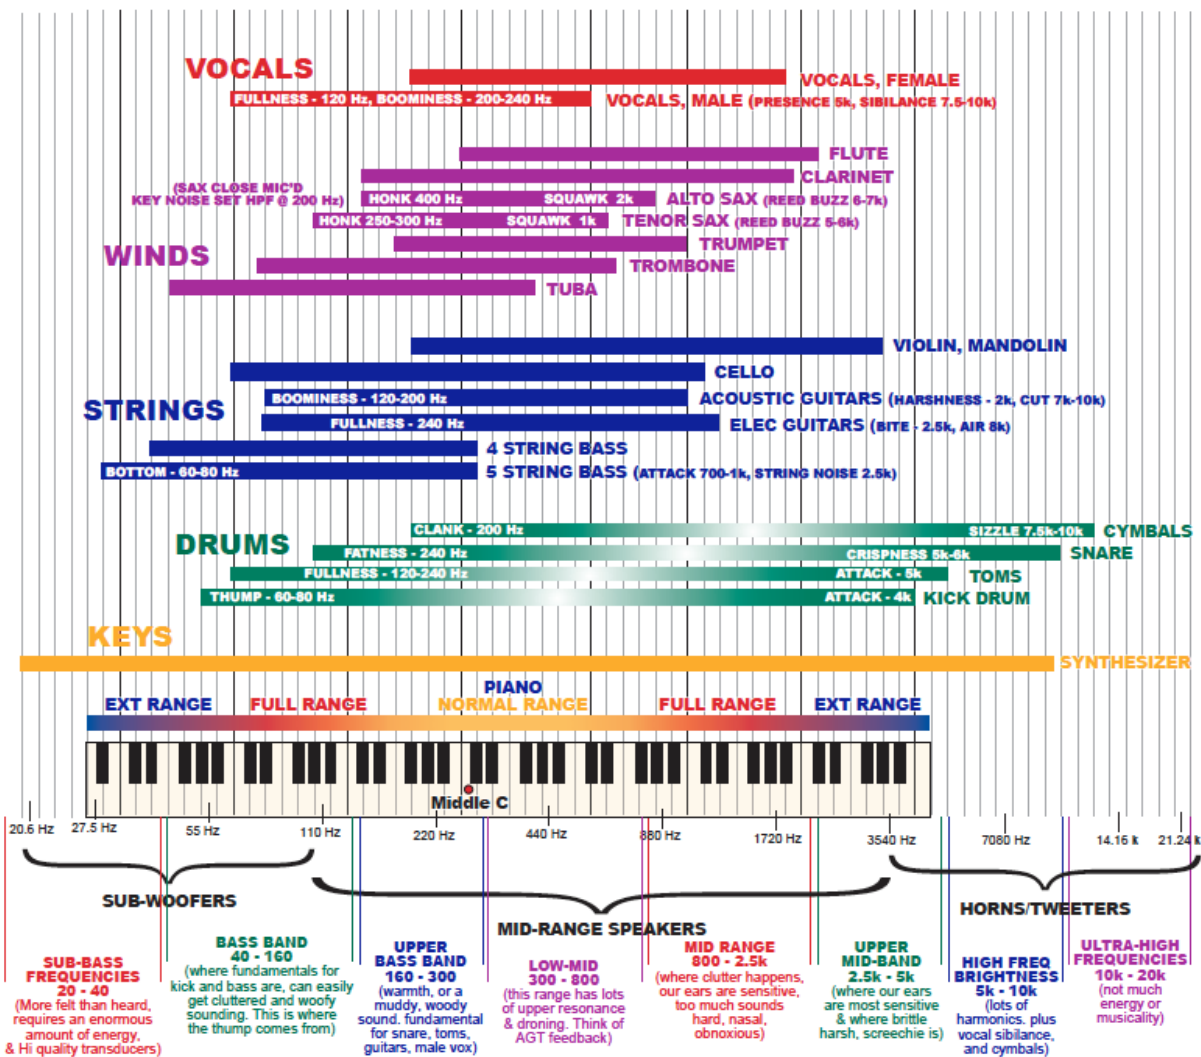 VOCALS
VOCALS, FEMALE
FULLNESS - 120 Hz, BOOMINESS - 200-240 Hz
VOCALS, MALE (PRESENCE 5k, SIBILANCE 7.5-10k)
FLUTE
CLARINET
(SAX CLOSE MIC'D
KEY NOISE SET HPF @ 200 Hz)
HONK 400 Hz SQUAWK 2k
ALTO SAX (REED BUZZ 6-7k)
HONK 250-300 Hz SQUAWK 1k
TENOR SAX (REED BUZZ 5-6k)
TRUMPET
WINDS
TROMBONE
TUBA
VIOLIN, MANDOLIN
CELLO
STRINGS
BOOMINESS - 120-200 Hz
ACOUSTIC GUITARS (HARSHNESS - 2k, CUT 7k-10k)
FULLNESS - 240 Hz
ELEC GUITARS (BITE - 2.5k, AIR 8k)
4 STRING BASS
BOTTOM - 60-80 Hz
5 STRING BASS (ATTACK 700-1k, STRING NOISE 2.5k)
DRUMS
CLANK - 200 Hz SIZZLE 7.5k-10k
CYMBALS
FATNESS - 240 Hz CRISPNESS 5k-6k
SNARE
FULLNESS - 120-240 Hz ATTACK - 5k
TOMS
THUMP - 60-80 Hz ATTACK - 4k
KICK DRUM
KEYS
SYNTHESIZER
PIANO
EXT RANGE FULL RANGE NORMAL RANGE FULL RANGE EXT RANGE
Middle C
20.6 Hz 27.5 Hz 55 Hz 110 Hz 220 Hz 440 Hz 880 Hz 1720 Hz 3540 Hz 7080 Hz 14.16 k 21.24 k
SUB-WOOFERS
MID-RANGE SPEAKERS
HORNS/TWEETERS
SUB-BASS
FREQUENCIES
20 - 40
(More felt than heard,
requires an enormous
amount of energy,
& Hi quality transducers)
BASS BAND
40 - 160
(where fundamentals for
kick and bass are, can easily
get cluttered and woofy
sounding. This is where
the thump comes from)
UPPER
BASS BAND
160 - 300
(warmth, or a
muddy, woody
sound. fundamental
for snare, toms,
guitars, male vox)
LOW-MID
300 - 800
(this range has lots
of upper resonance
& droning. Think of
AGT feedback)
MID RANGE
800 - 2.5k
(where clutter happens,
our ears are sensitive,
too much sounds
hard, nasal,
obnoxious)
UPPER
MID-BAND
2.5k - 5k
(where our ears
are most sensitive
& where brittle
harsh, screechie is)
HIGH FREQ
BRIGHTNESS
5k - 10k
(lots of
harmonics. plus
vocal sibilance,
and cymbals)
ULTRA-HIGH
FREQUENCIES
10k - 20k
(not much
energy or
musicality)